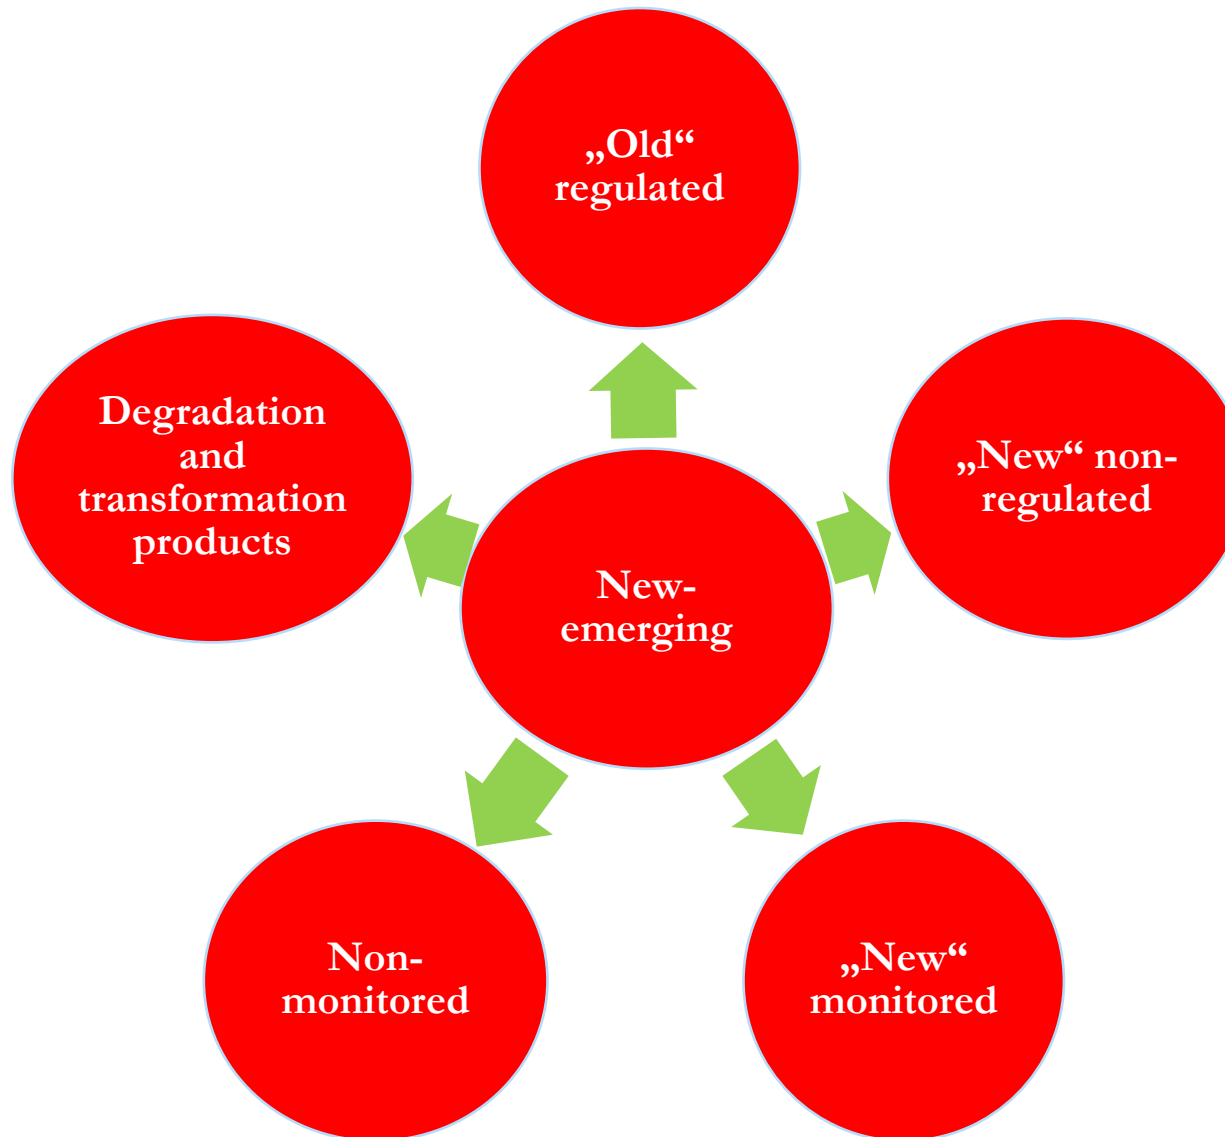 „Old“
regulated
Degradation
and
transformation
products
„New“ non-
regulated
New-
emerging
Non-
monitored
„New“
monitored